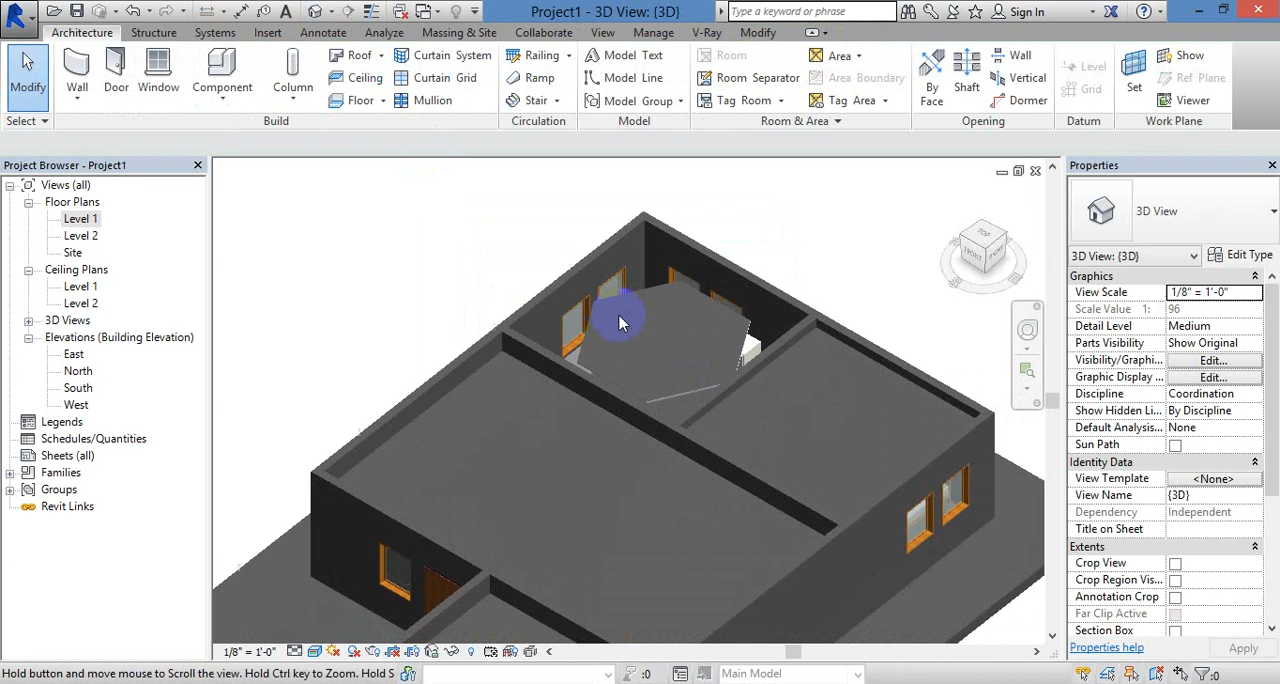 Project1 - 3D View: {3D}
Type a keyword or phrase
Sign In
Architecture Structure Systems Insert Annotate Analyze Massing & Site Collaborate View Manage V-Ray Modify
Modify
Wall
Door
Window
Component
Column
Roof
Ceiling
Floor
Curtain System
Curtain Grid
Mullion
Railing
Ramp
Stair
Model Text
Model Line
Model Group
Room
Room Separator
Tag Room
Area
Area Boundary
Tag Area
By Face
Shaft
Wall
Vertical
Dormer
Level
Grid
Set
Show
Ref Plane
Viewer
Select Build Circulation Model Room & Area Opening Datum Work Plane
Project Browser - Project1
Views (all)
Floor Plans
Level 1
Level 2
Site
Ceiling Plans
Level 1
Level 2
3D Views
Elevations (Building Elevation)
East
North
South
West
Legends
Schedules/Quantities
Sheets (all)
Families
Groups
Revit Links
TOP
FRONT
Properties
3D View
3D View: {3D} Edit Type
Graphics
View Scale 1/8" = 1'-0"
Scale Value 1: 96
Detail Level Medium
Parts Visibility Show Original
Visibility/Graphi... Edit...
Graphic Display ... Edit...
Discipline Coordination
Show Hidden Li... By Discipline
Default Analysis... None
Sun Path
Identity Data
View Template <None>
View Name {3D}
Dependency Independent
Title on Sheet
Extents
Crop View
Crop Region Vis...
Annotation Crop
Far Clip Active
Section Box
Properties help Apply
1/8" = 1'-0"
Hold button and move mouse to Scroll the view. Hold Ctrl key to Zoom. Hold S
:0
Main Model
:0